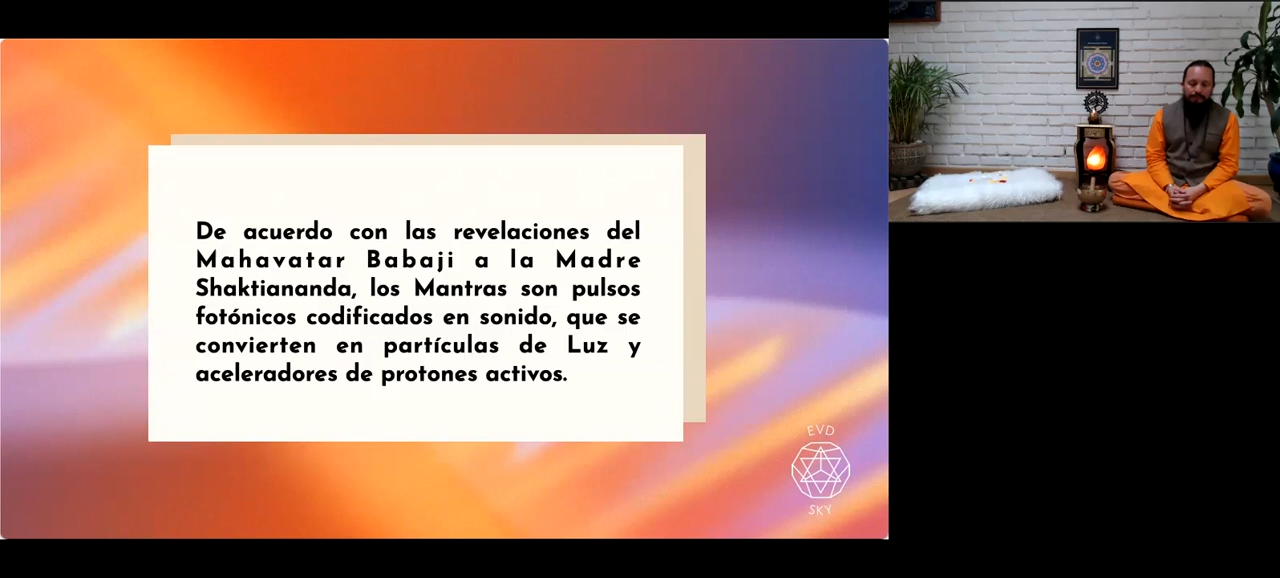 De acuerdo con las revelaciones del
Mahavatar Babaji a la Madre
Shaktiananda, los Mantras son pulsos
fotónicos codificados en sonido, que se
convierten en partículas de Luz y
aceleradores de protones activos.
EVD
SKY